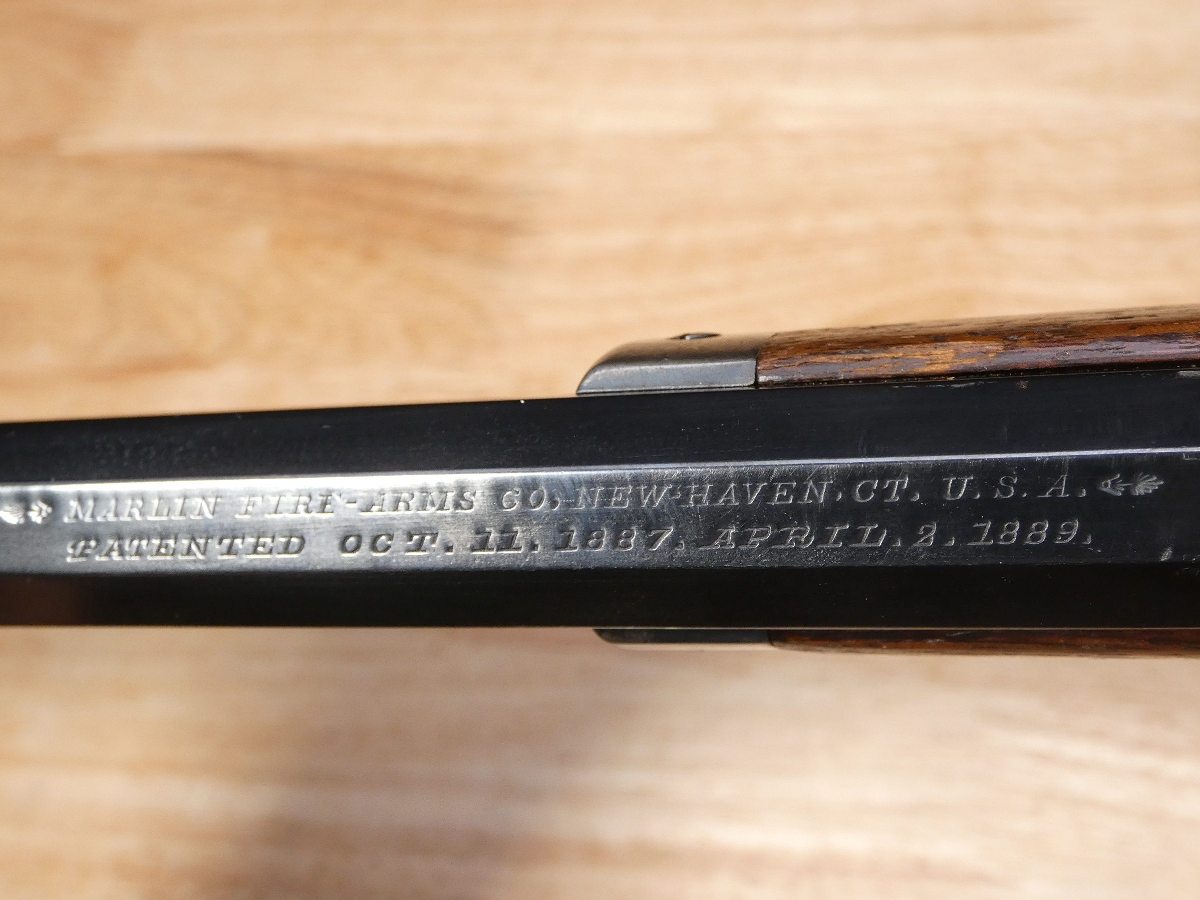 MARLIN FIRE-ARMS CO. NEW-HAVEN. CT. U.S.A.
PATENTED OCT. 11. 1887. APRIL. 2. 1889.